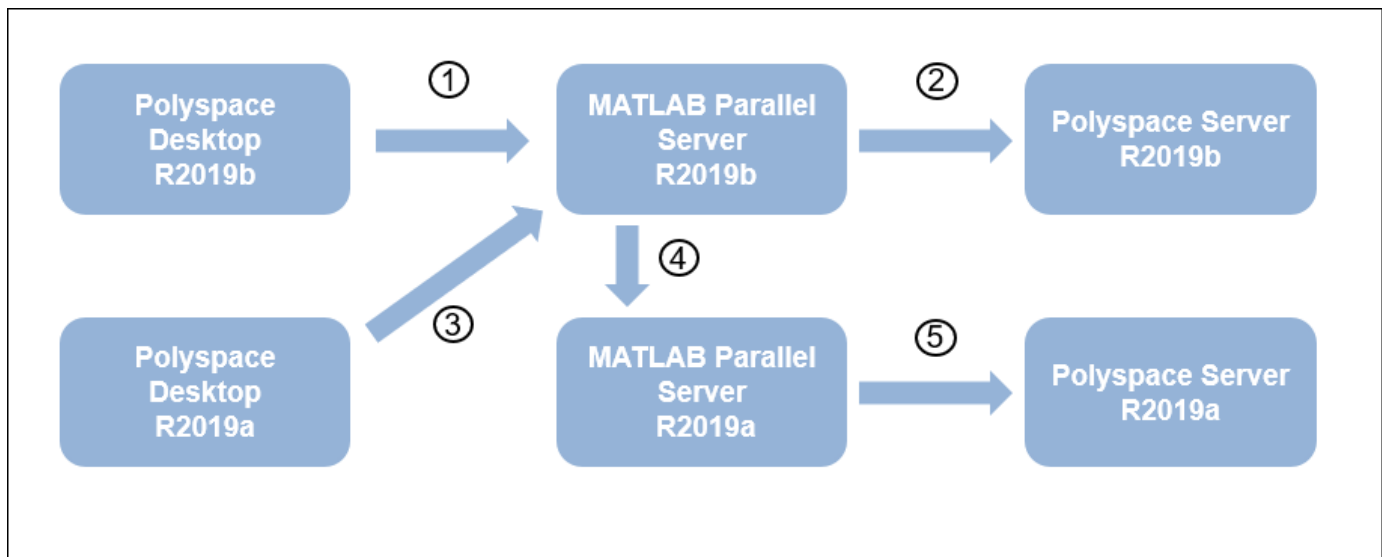 Polyspace
Desktop
R2019b
①
MATLAB Parallel
Server
R2019b
②
Polyspace Server
R2019b
③
④
Polyspace
Desktop
R2019a
MATLAB Parallel
Server
R2019a
⑤
Polyspace Server
R2019a